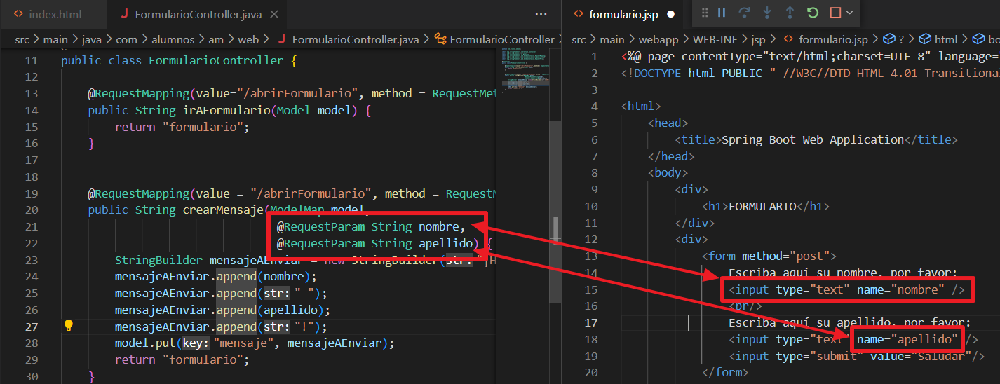 index.html
FormularioController.java
src > main > java > com > alumnos > am > web > FormularioController.java > FormularioController
11 public class FormularioController {
12
13 @RequestMapping(value="/abrirFormulario", method = RequestMet
14 public String irAFormulario(Model model) {
15 return "formulario";
16 }
17
18
19 @RequestMapping(value = "/abrirFormulario", method = RequestM
20 public String crearMensaje(ModelMap model,
21 @RequestParam String nombre,
22 @RequestParam String apellido) {
23 StringBuilder mensajeAEnviar = new StringBuilder(str:"¡H
24 mensajeAEnviar.append(nombre);
25 mensajeAEnviar.append(str:" ");
26 mensajeAEnviar.append(apellido);
27 mensajeAEnviar.append(str:"!");
28 model.put(key:"mensaje", mensajeAEnviar);
29 return "formulario";
30 }
formulario.jsp
src > main > webapp > WEB-INF > jsp > formulario.jsp > ? > html > bo
1 <%@ page contentType="text/html;charset=UTF-8" language=
2 <!DOCTYPE html PUBLIC "-//W3C//DTD HTML 4.01 Transitiona
3
4 <html>
5 <head>
6 <title>Spring Boot Web Application</title>
7 </head>
8 <body>
9 <div>
10 <h1>FORMULARIO</h1>
11 </div>
12 <div>
13 <form method="post">
14 Escriba aquí su nombre, por favor:
15 <input type="text" name="nombre" />
16 <br/>
17 Escriba aquí su apellido, por favor:
18 <input type="text" name="apellido" />
19 <input type="submit" value="Saludar"/>
20 </form>